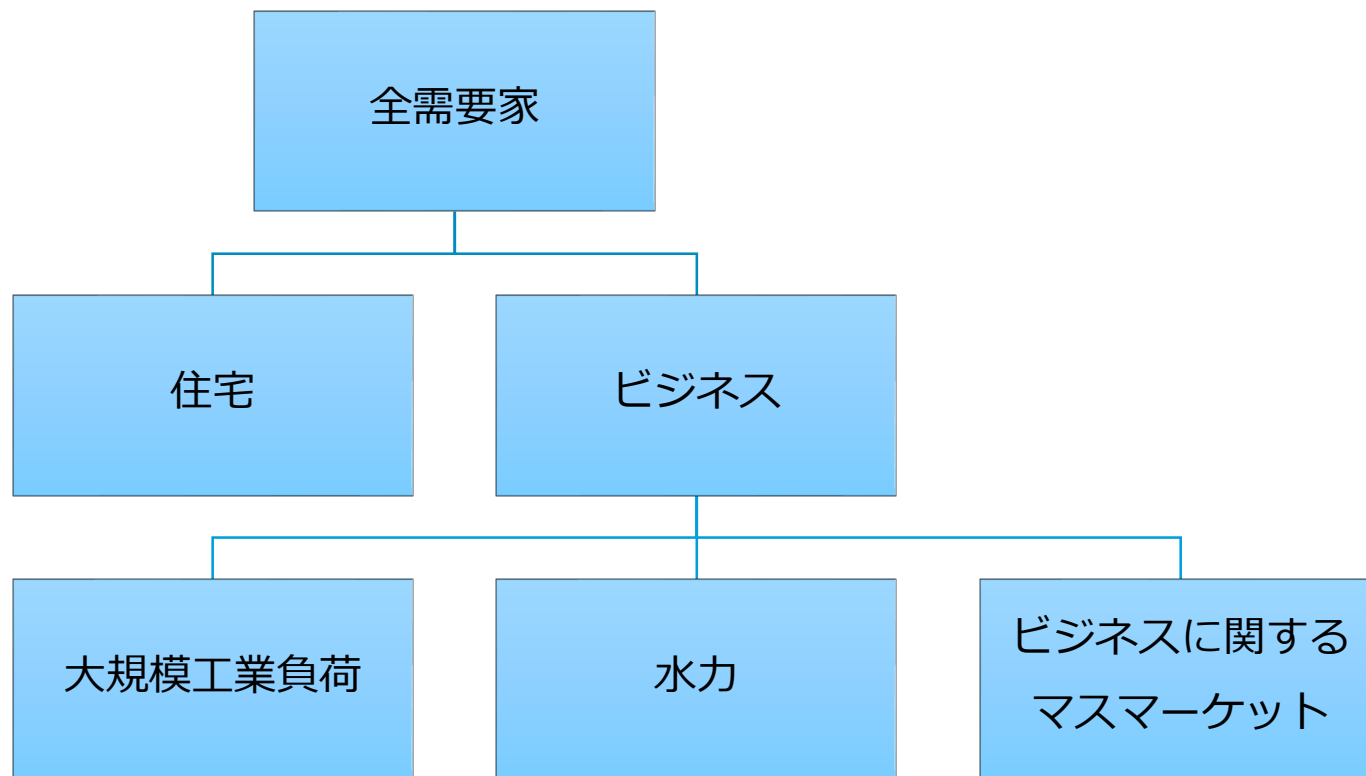 全需要家
住宅
ビジネス
大規模工業負荷
水力
ビジネスに関する
マスマーケット